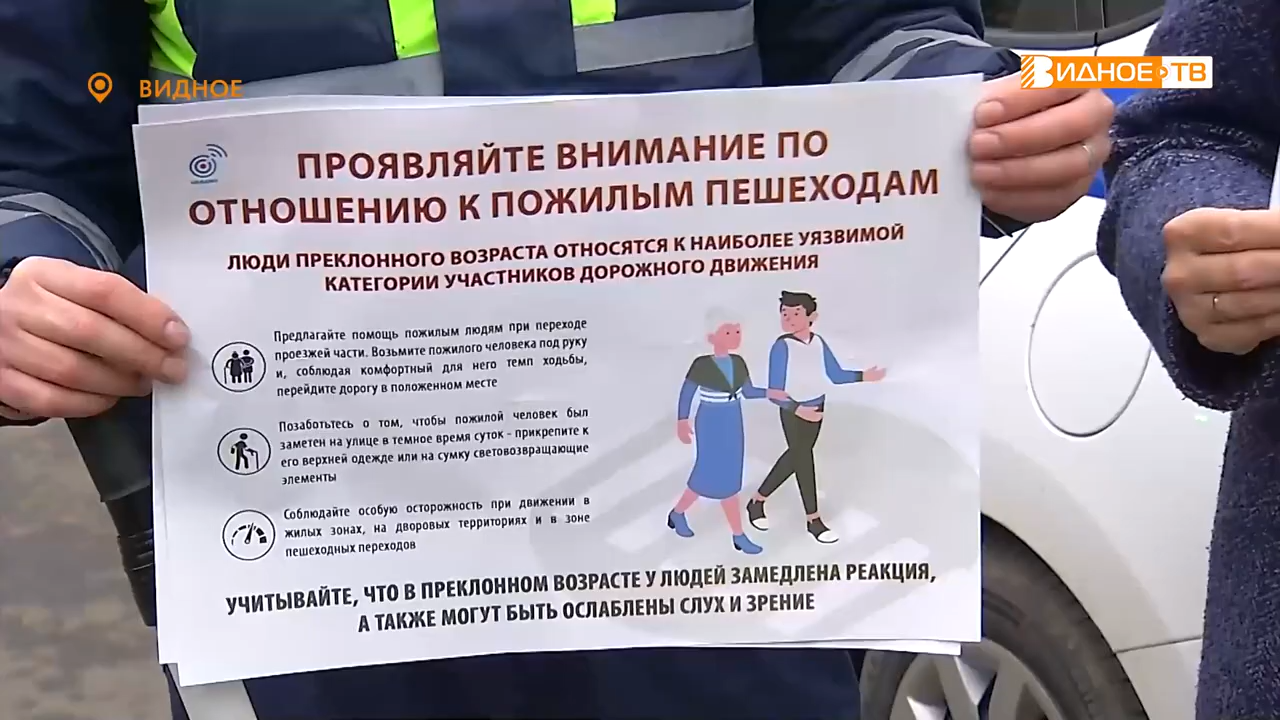 ВИДНОЕ
ВИДНОЕ ТВ
ПРОЯВЛЯЙТЕ ВНИМАНИЕ ПО
ОТНОШЕНИЮ К ПОЖИЛЫМ ПЕШЕХОДАМ
ЛЮДИ ПРЕКЛОННОГО ВОЗРАСТА ОТНОСЯТСЯ К НАИБОЛЕЕ УЯЗВИМОЙ
КАТЕГОРИИ УЧАСТНИКОВ ДОРОЖНОГО ДВИЖЕНИЯ
Предлагайте помощь пожилым людям при переходе
проезжей части. Возьмите пожилого человека под руку
и, соблюдая комфортный для него темп ходьбы,
перейдите дорогу в положенном месте
Позаботьтесь о том, чтобы пожилой человек был
заметен на улице в темное время суток - прикрепите к
его верхней одежде или на сумку световозвращающие
элементы
Соблюдайте особую осторожность при движении в
жилых зонах, на дворовых территориях и в зоне
пешеходных переходов
УЧИТЫВАЙТЕ, ЧТО В ПРЕКЛОННОМ ВОЗРАСТЕ У ЛЮДЕЙ ЗАМЕДЛЕНА РЕАКЦИЯ,
А ТАКЖЕ МОГУТ БЫТЬ ОСЛАБЛЕНЫ СЛУХ И ЗРЕНИЕ